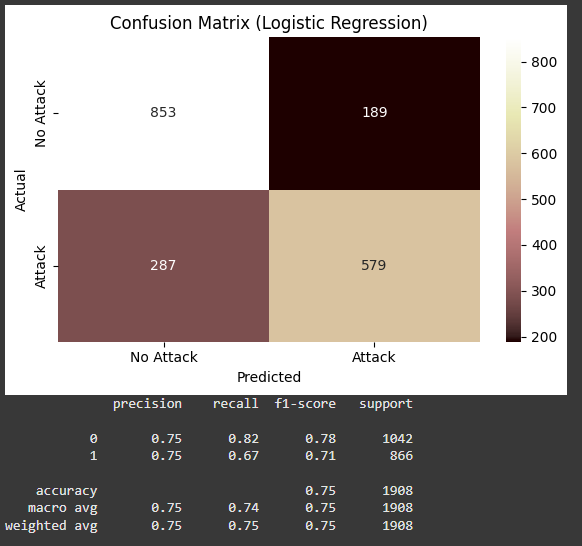 Confusion Matrix (Logistic Regression)
No Attack
853
189
800
700
600
500
400
300
200
Actual
Attack
287
579
No Attack
Attack
Predicted
precision recall f1-score support
0 0.75 0.82 0.78 1042
1 0.75 0.67 0.71 866
accuracy 0.75 1908
macro avg 0.75 0.74 0.75 1908
weighted avg 0.75 0.75 0.75 1908